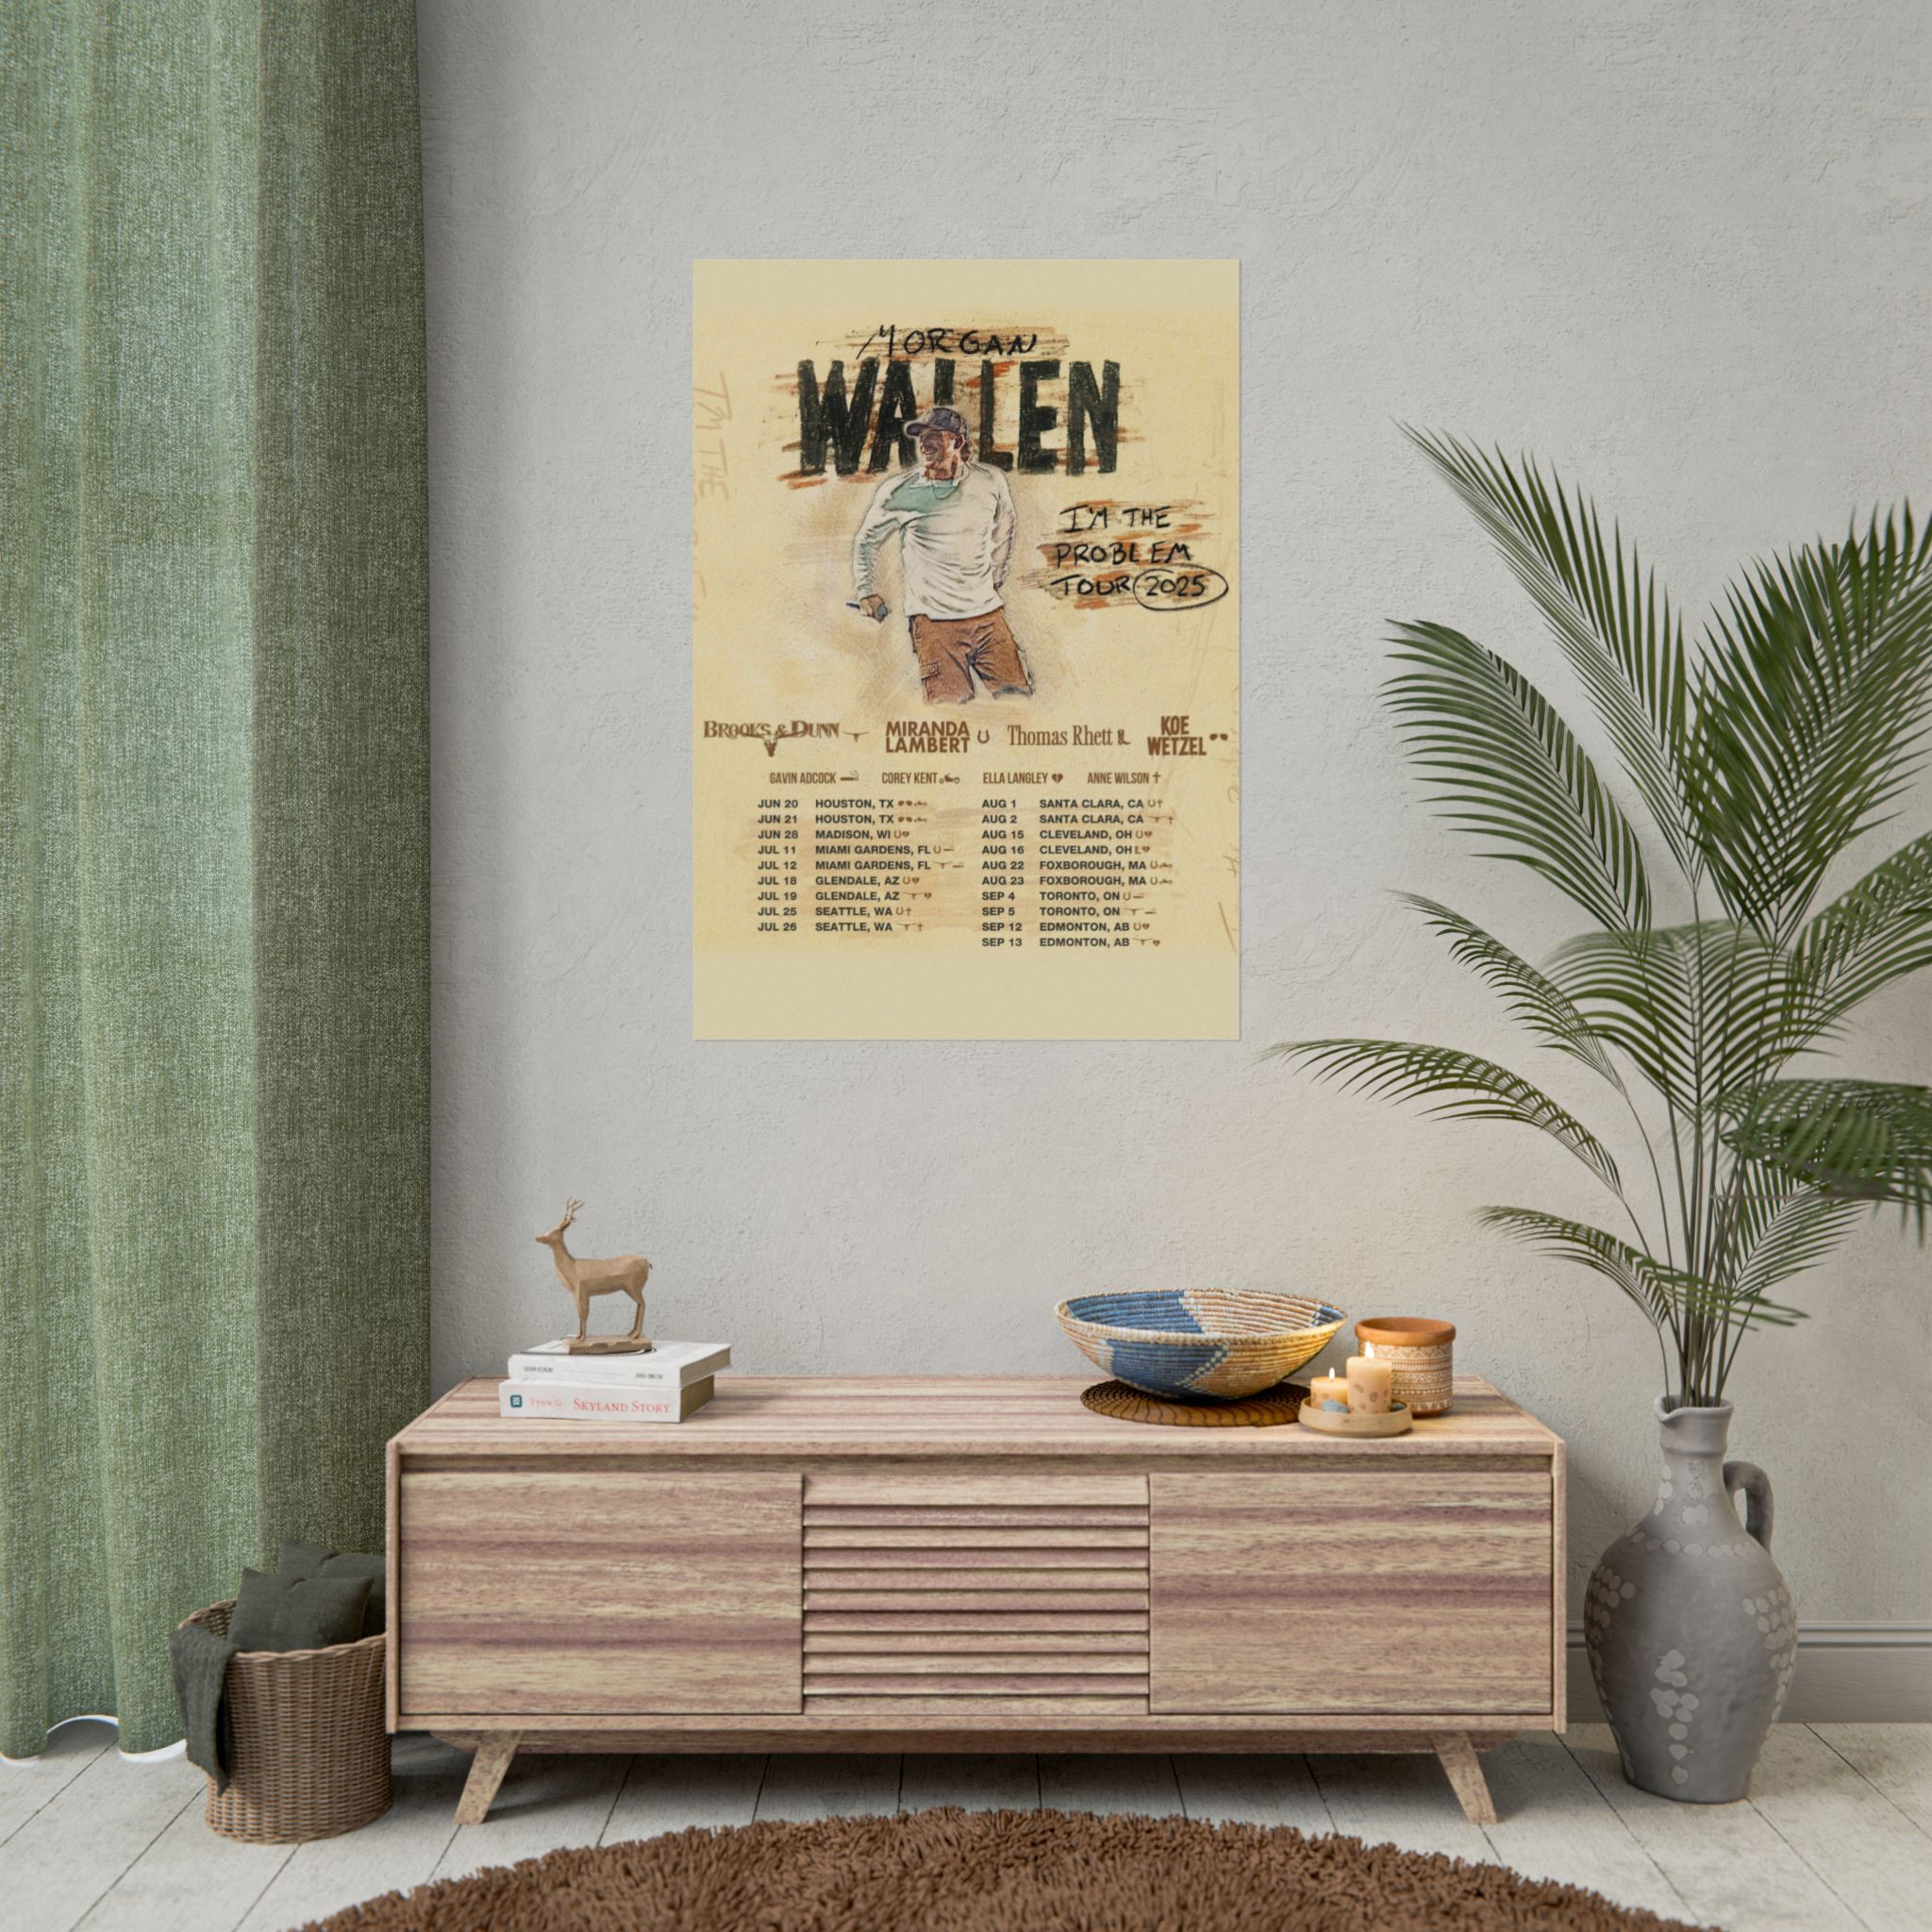 MORGAN
WALLEN
I'M THE
PROBLEM
TOUR 2025
BROOKS & DUNN MIRANDA LAMBERT Thomas Rhett KOE WETZEL
GAVIN ADCOCK COREY KENT ELLA LANGLEY ANNE WILSON
JUN 20 HOUSTON, TX
JUN 21 HOUSTON, TX
JUN 28 MADISON, WI
JUL 11 MIAMI GARDENS, FL
JUL 12 MIAMI GARDENS, FL
JUL 18 GLENDALE, AZ
JUL 19 GLENDALE, AZ
JUL 25 SEATTLE, WA
JUL 26 SEATTLE, WA
AUG 1 SANTA CLARA, CA
AUG 2 SANTA CLARA, CA
AUG 15 CLEVELAND, OH
AUG 16 CLEVELAND, OH
AUG 22 FOXBOROUGH, MA
AUG 23 FOXBOROUGH, MA
SEP 4 TORONTO, ON
SEP 5 TORONTO, ON
SEP 12 EDMONTON, AB
SEP 13 EDMONTON, AB
I'M THE
SKYLAND STORY